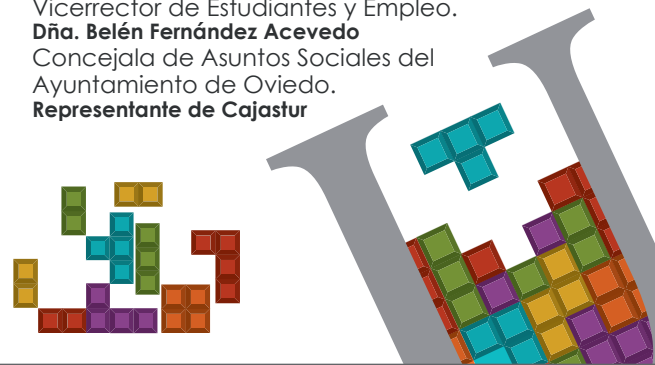 Vicerrector de Estudiantes y Empleo.
Dña. Belén Fernández Acevedo
Concejala de Asuntos Sociales del
Ayuntamiento de Oviedo.
Representante de Cajastur